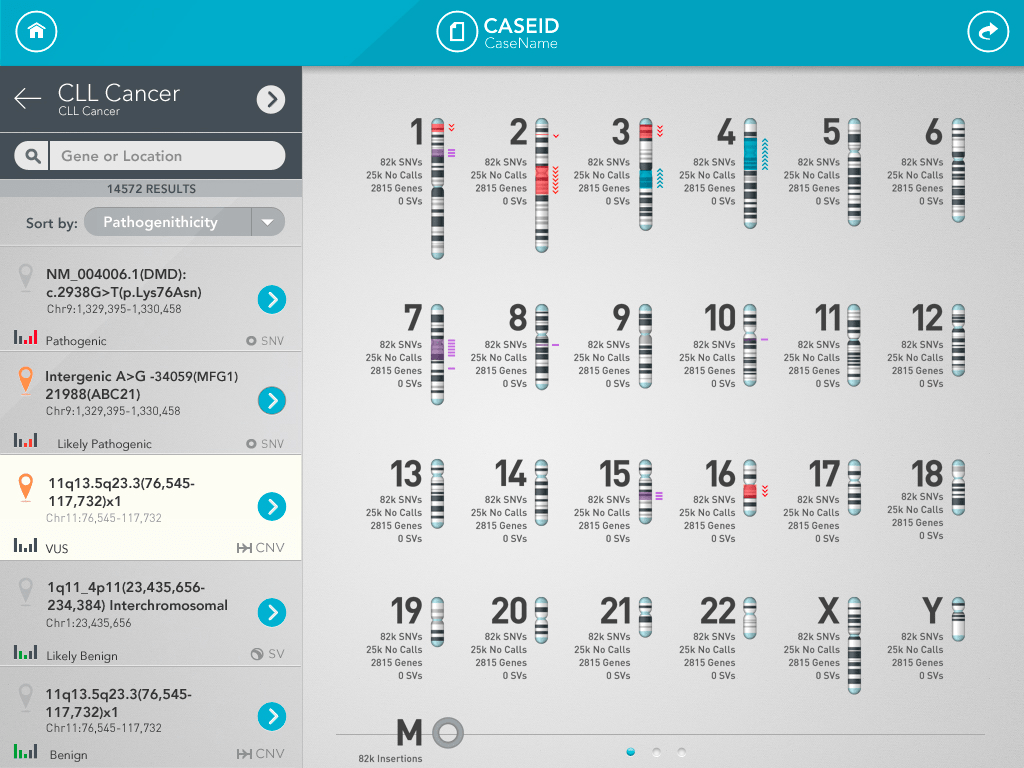 CASEID
CaseName
CLL Cancer
CLL Cancer
Gene or Location
14572 RESULTS
Sort by: Pathogenithicity
NM_004006.1(DMD):
c.2938G>T(p.Lys76Asn)
Chr9:1,329,395-1,330,458
Pathogenic SNV
Intergenic A>G -34059(MFG1)
21988(ABC21)
Chr9:1,329,395-1,330,458
Likely Pathogenic SNV
11q13.5q23.3(76,545-
117,732)x1
Chr11:76,545-117,732
VUS CNV
1q11_4p11(23,435,656-
234,384) Interchromosomal
Chr1:23,435,656
Likely Benign SV
11q13.5q23.3(76,545-
117,732)x1
Chr11:76,545-117,732
Benign CNV
1 2 3 4 5 6
82k SNVs 82k SNVs 82k SNVs 82k SNVs 82k SNVs 82k SNVs
25k No Calls 25k No Calls 25k No Calls 25k No Calls 25k No Calls 25k No Calls
2815 Genes 2815 Genes 2815 Genes 2815 Genes 2815 Genes 2815 Genes
0 SVs 0 SVs 0 SVs 0 SVs 0 SVs 0 SVs
7 8 9 10 11 12
82k SNVs 82k SNVs 82k SNVs 82k SNVs 82k SNVs 82k SNVs
25k No Calls 25k No Calls 25k No Calls 25k No Calls 25k No Calls 25k No Calls
2815 Genes 2815 Genes 2815 Genes 2815 Genes 2815 Genes 2815 Genes
0 SVs 0 SVs 0 SVs 0 SVs 0 SVs 0 SVs
13 14 15 16 17 18
82k SNVs 82k SNVs 82k SNVs 82k SNVs 82k SNVs 82k SNVs
25k No Calls 25k No Calls 25k No Calls 25k No Calls 25k No Calls 25k No Calls
2815 Genes 2815 Genes 2815 Genes 2815 Genes 2815 Genes 2815 Genes
0 SVs 0 SVs 0 SVs 0 SVs 0 SVs 0 SVs
19 20 21 22 X Y
82k SNVs 82k SNVs 82k SNVs 82k SNVs 82k SNVs 82k SNVs
25k No Calls 25k No Calls 25k No Calls 25k No Calls 25k No Calls 25k No Calls
2815 Genes 2815 Genes 2815 Genes 2815 Genes 2815 Genes 2815 Genes
0 SVs 0 SVs 0 SVs 0 SVs 0 SVs 0 SVs
M
82k Insertions